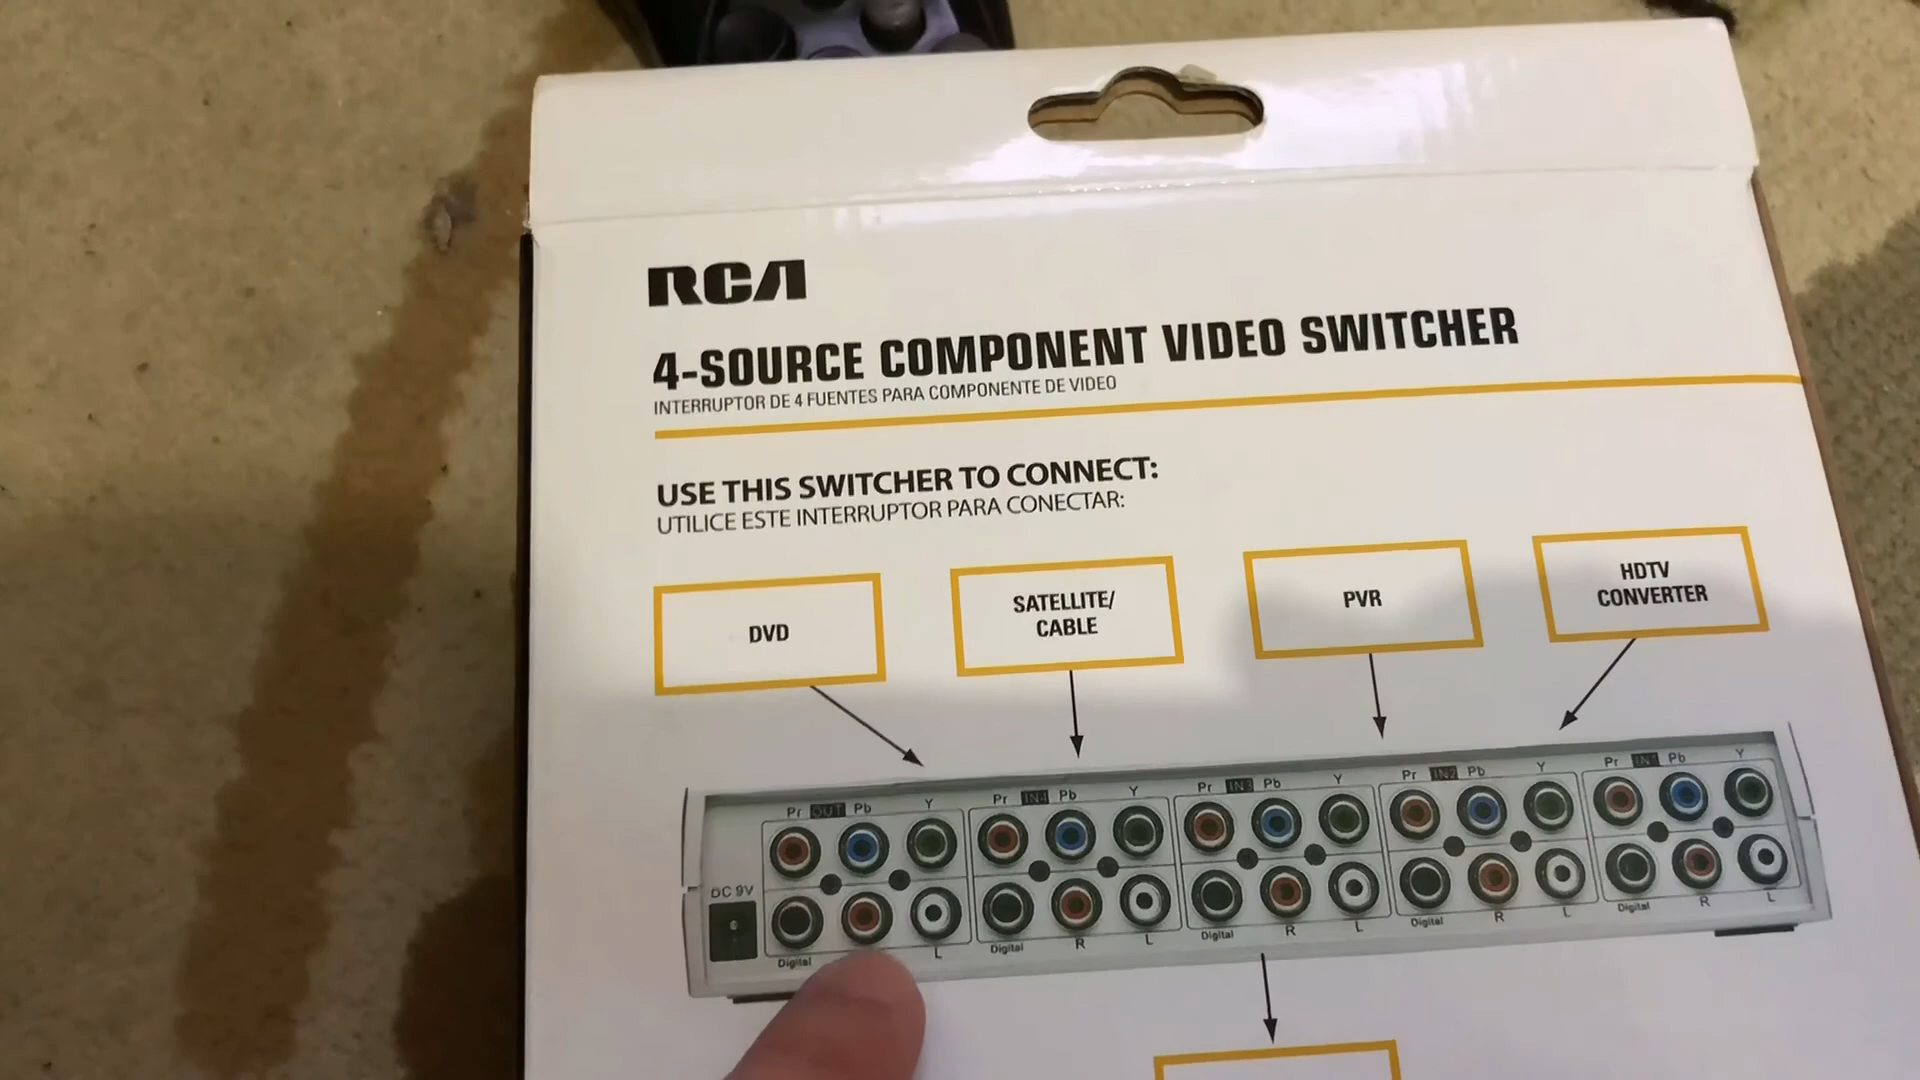 RCA
4-SOURCE COMPONENT VIDEO SWITCHER
INTERRUPTOR DE 4 FUENTES PARA COMPONENTE DE VIDEO
USE THIS SWITCHER TO CONNECT:
UTILICE ESTE INTERRUPTOR PARA CONECTAR:
DVD
SATELLITE/
CABLE
PVR
HDTV
CONVERTER
Pr OUT Pb Y
Pr IN4 Pb Y
Pr IN3 Pb Y
Pr IN2 Pb Y
Pr IN1 Pb Y
DC 9V
Digital L
Digital R L
Digital R L
Digital R L
Digital R L